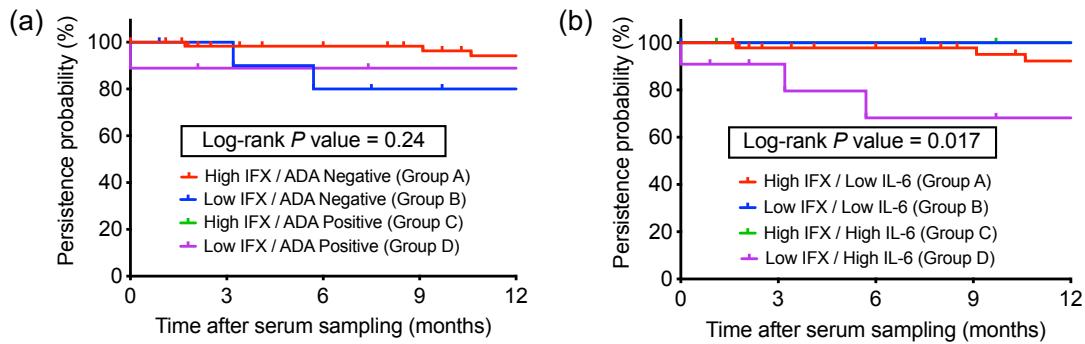 (a)
Persistence probability (%)
100
80
60
40
20
0
Log-rank P value = 0.24
High IFX / ADA Negative (Group A)
Low IFX / ADA Negative (Group B)
High IFX / ADA Positive (Group C)
Low IFX / ADA Positive (Group D)
0 3 6 9 12
Time after serum sampling (months)
(b)
Persistence probability (%)
100
80
60
40
20
0
Log-rank P value = 0.017
High IFX / Low IL-6 (Group A)
Low IFX / Low IL-6 (Group B)
High IFX / High IL-6 (Group C)
Low IFX / High IL-6 (Group D)
0 3 6 9 12
Time after serum sampling (months)